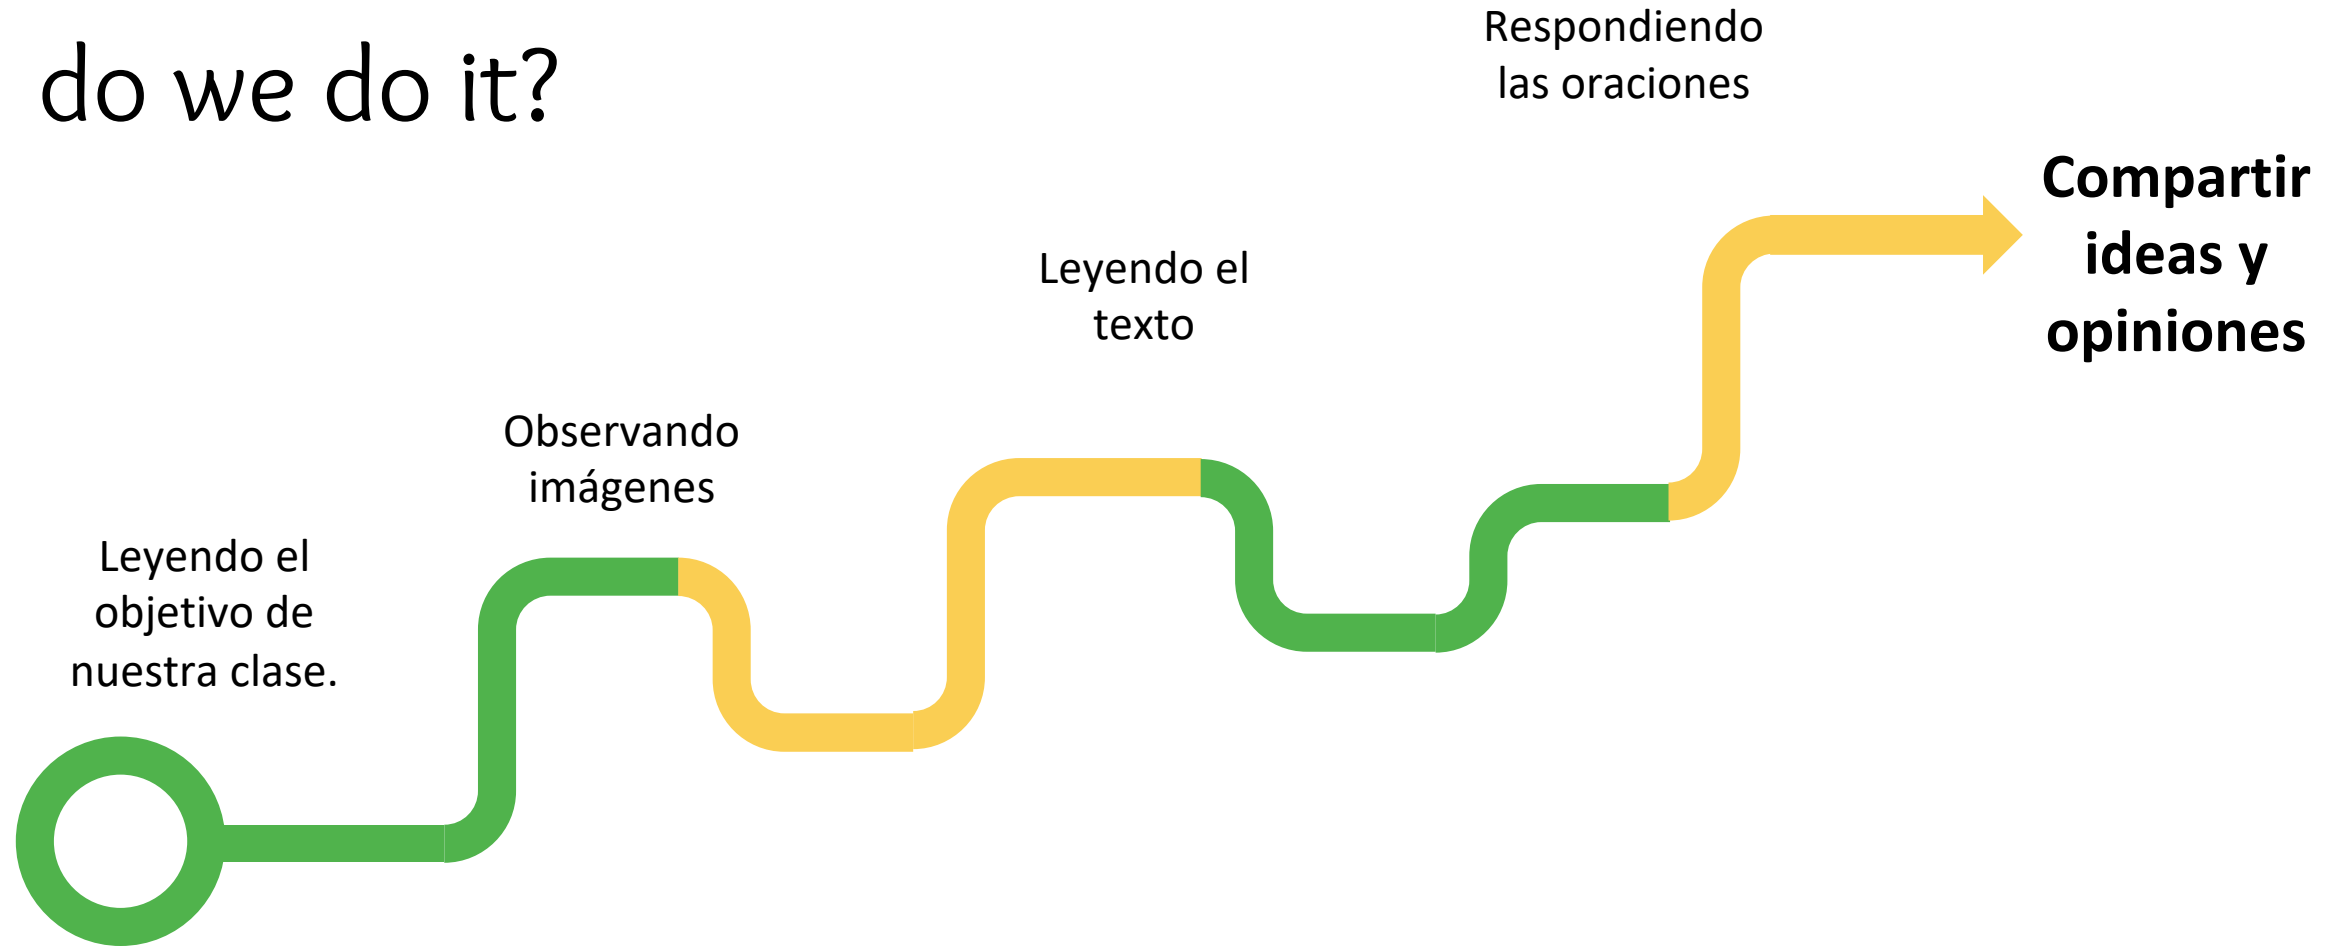 do we do it?
Leyendo el
objetivo de
nuestra clase.
Observando
imágenes
Leyendo el
texto
Respondiendo
las oraciones
Compartir
ideas y
opiniones